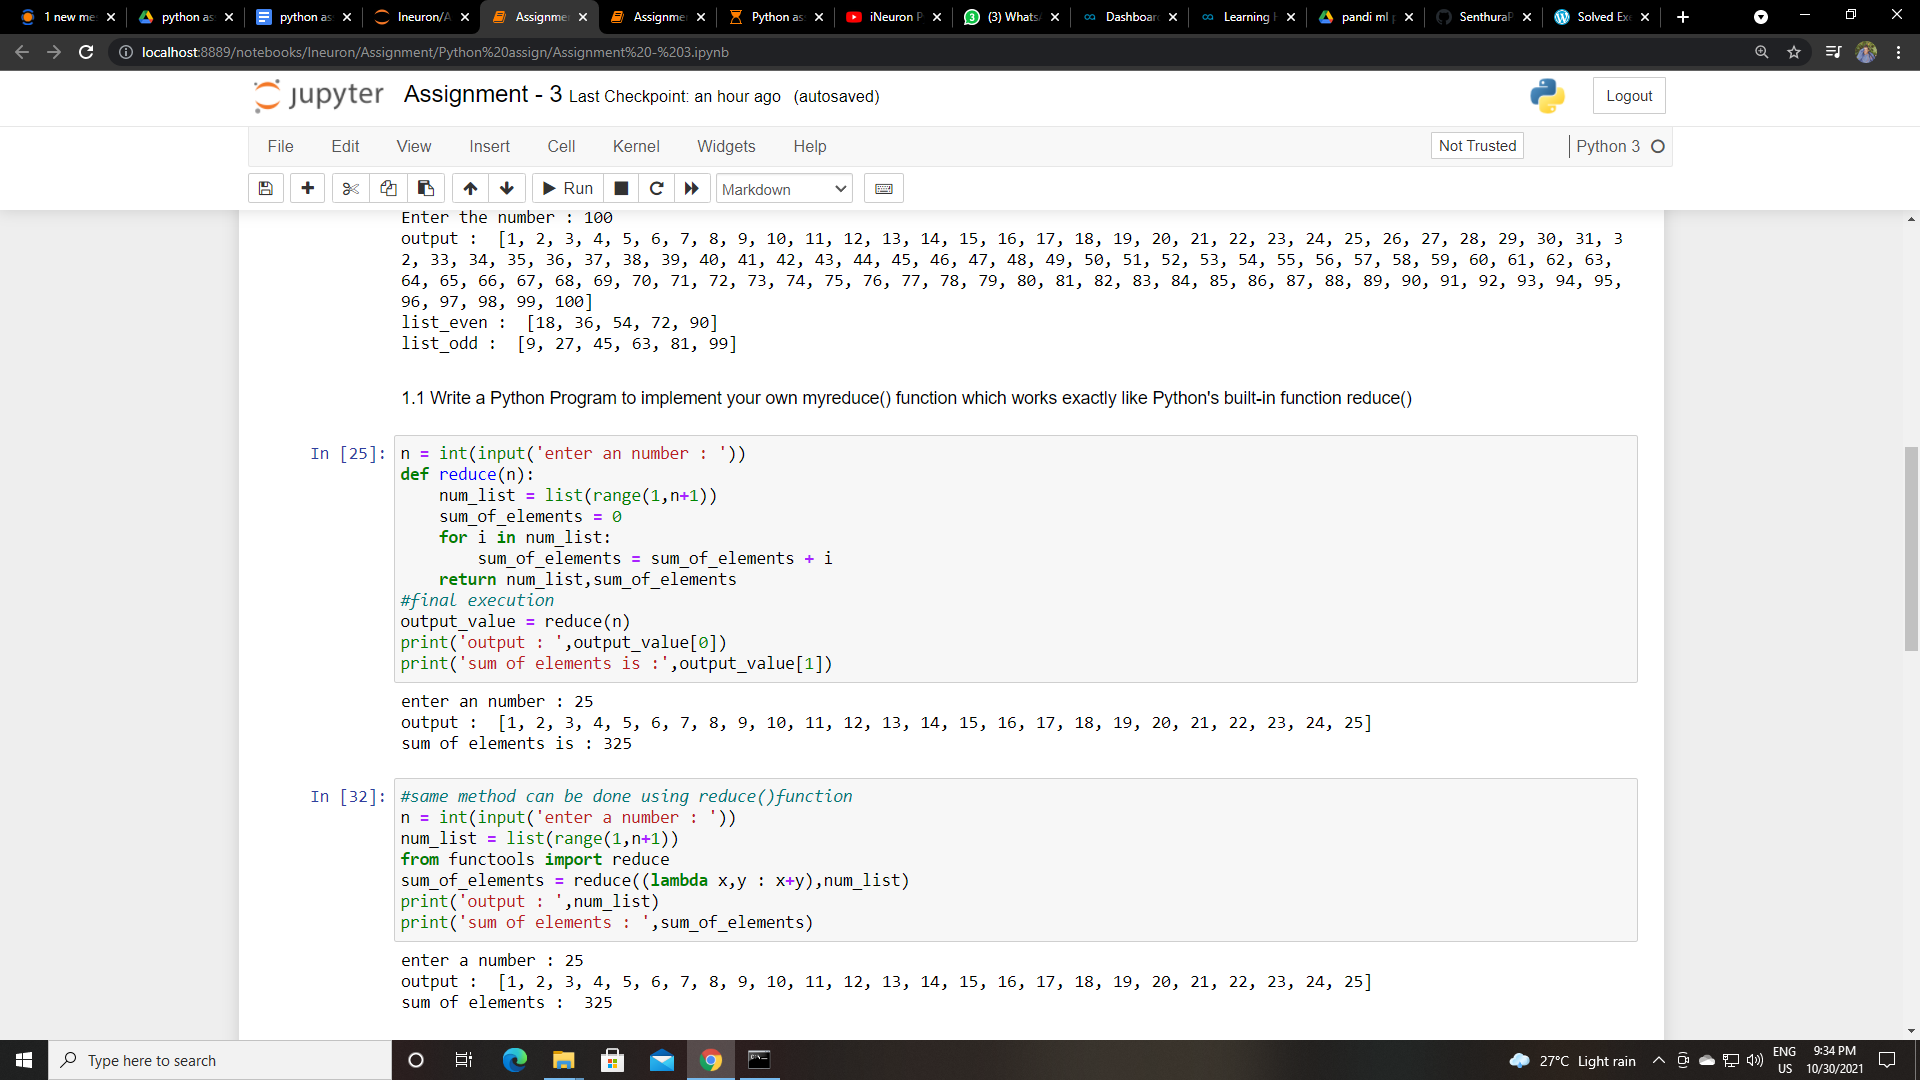 1 new me
python as
python as
Ineuron/A
Assignme
Assignme
Python as
iNeuron P
(3) Whats
Dashboar
Learning
pandi ml p
SenthuraP
Solved Ex
localhost:8889/notebooks/Ineuron/Assignment/Python%20assign/Assignment%20-%203.ipynb
jupyter Assignment - 3 Last Checkpoint: an hour ago (autosaved)
Logout
File Edit View Insert Cell Kernel Widgets Help
Not Trusted
Python 3
Run
Markdown
Enter the number : 100
output :  [1, 2, 3, 4, 5, 6, 7, 8, 9, 10, 11, 12, 13, 14, 15, 16, 17, 18, 19, 20, 21, 22, 23, 24, 25, 26, 27, 28, 29, 30, 31, 3
2, 33, 34, 35, 36, 37, 38, 39, 40, 41, 42, 43, 44, 45, 46, 47, 48, 49, 50, 51, 52, 53, 54, 55, 56, 57, 58, 59, 60, 61, 62, 63,
64, 65, 66, 67, 68, 69, 70, 71, 72, 73, 74, 75, 76, 77, 78, 79, 80, 81, 82, 83, 84, 85, 86, 87, 88, 89, 90, 91, 92, 93, 94, 95,
96, 97, 98, 99, 100]
list_even :  [18, 36, 54, 72, 90]
list_odd :  [9, 27, 45, 63, 81, 99]
1.1 Write a Python Program to implement your own myreduce() function which works exactly like Python's built-in function reduce()
In [25]:
n = int(input('enter an number : '))
def reduce(n):
    num_list = list(range(1,n+1))
    sum_of_elements = 0
    for i in num_list:
        sum_of_elements = sum_of_elements + i
    return num_list,sum_of_elements
#final execution
output_value = reduce(n)
print('output : ',output_value[0])
print('sum of elements is :',output_value[1])
enter an number : 25
output :  [1, 2, 3, 4, 5, 6, 7, 8, 9, 10, 11, 12, 13, 14, 15, 16, 17, 18, 19, 20, 21, 22, 23, 24, 25]
sum of elements is : 325
In [32]:
#same method can be done using reduce()function
n = int(input('enter a number : '))
num_list = list(range(1,n+1))
from functools import reduce
sum_of_elements = reduce((lambda x,y : x+y),num_list)
print('output : ',num_list)
print('sum of elements : ',sum_of_elements)
enter a number : 25
output :  [1, 2, 3, 4, 5, 6, 7, 8, 9, 10, 11, 12, 13, 14, 15, 16, 17, 18, 19, 20, 21, 22, 23, 24, 25]
sum of elements :  325
Type here to search
27°C Light rain
ENG
US
9:34 PM
10/30/2021